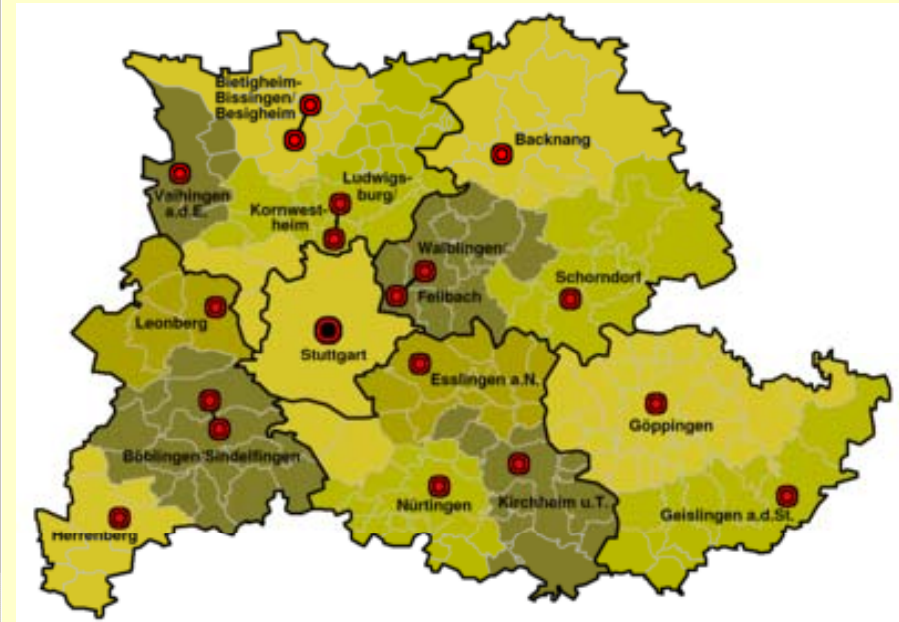 Bietigheim-
Bissingen/
Besigheim
Backnang
Ludwigs-
burg/
Vaihingen
a.d.E.
Kornwest-
heim
Waiblingen/
Fellbach
Schorndorf
Leonberg
Stuttgart
Esslingen a.N.
Göppingen
Böblingen/Sindelfingen
Nürtingen
Kirchheim u.T.
Geislingen a.d.St.
Herrenberg